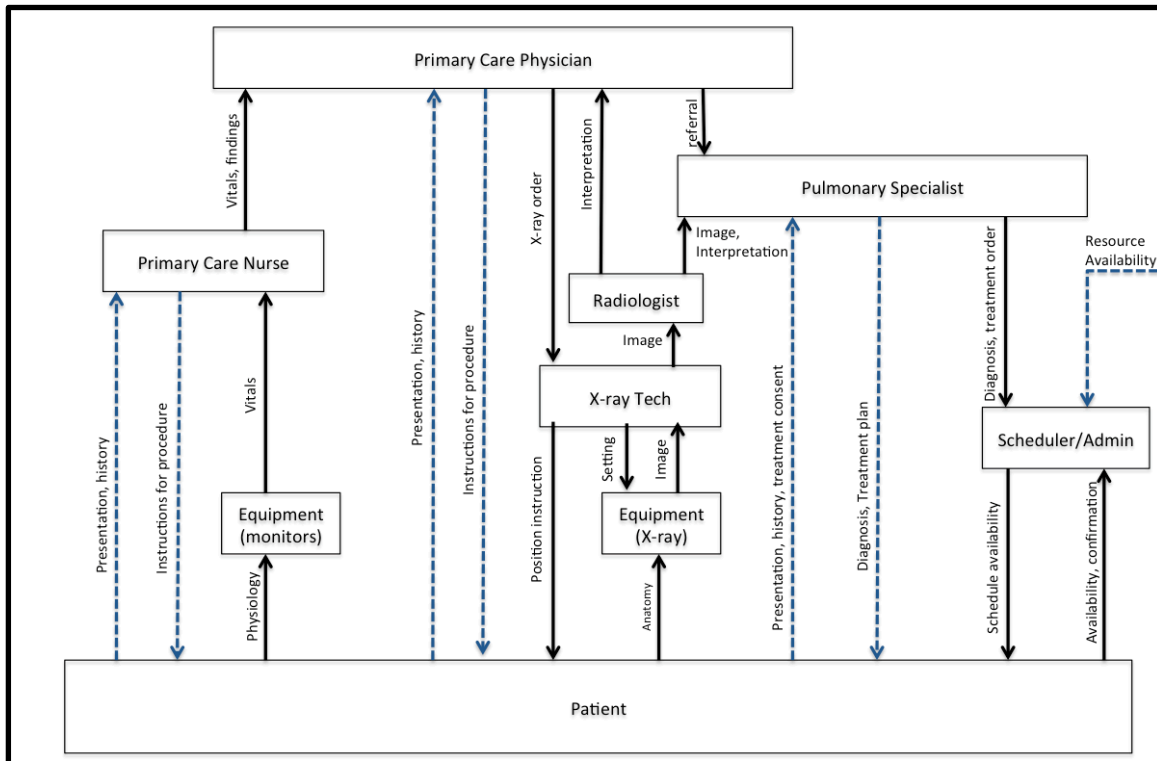 Primary Care Physician
Vitals, findings
Presentation, history
Instructions for procedure
X-ray order
Interpretation
referral
Pulmonary Specialist
Image,
Interpretation
Resource
Availability
Primary Care Nurse
Radiologist
Image
Diagnosis, treatment order
X-ray Tech
Scheduler/Admin
Presentation, history
Instructions for procedure
Vitals
Setting
Image
Presentation, history, treatment consent
Diagnosis, Treatment plan
Equipment
(monitors)
Equipment
(X-ray)
Physiology
Position instruction
Anatomy
Schedule availability
Availability, confirmation
Patient